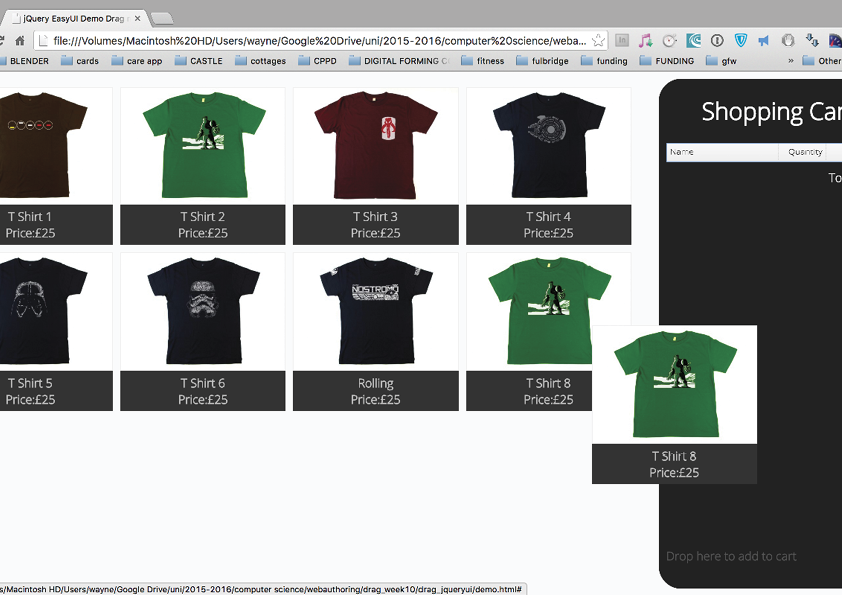 jQuery EasyUI Demo Drag
file:///Volumes/Macintosh%20HD/Users/wayne/Google%20Drive/uni/2015-2016/computer%20science/weba...
BLENDER cards care app CASTLE cottages CPPD DIGITAL FORMING fitness fulbridge funding FUNDING gfw » Other
Shopping Car
Name Quantity
To
T Shirt 1 T Shirt 2 T Shirt 3 T Shirt 4
Price:£25 Price:£25 Price:£25 Price:£25
NOSTROMO
T Shirt 5 T Shirt 6 Rolling T Shirt 8
Price:£25 Price:£25 Price:£25 Price:£25
T Shirt 8
Price:£25
Drop here to add to cart
s/Macintosh HD/Users/wayne/Google Drive/uni/2015-2016/computer science/webauthoring/drag_week10/drag_jqueryui/demo.html#